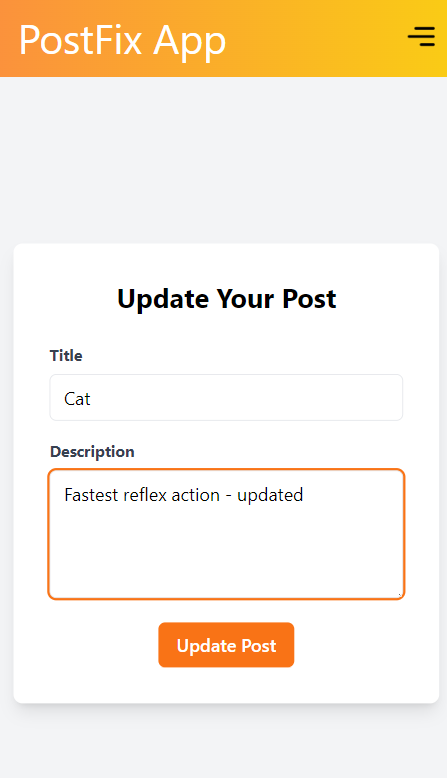 PostFix App
Update Your Post
Title
Cat
Description
Fastest reflex action - updated
Update Post